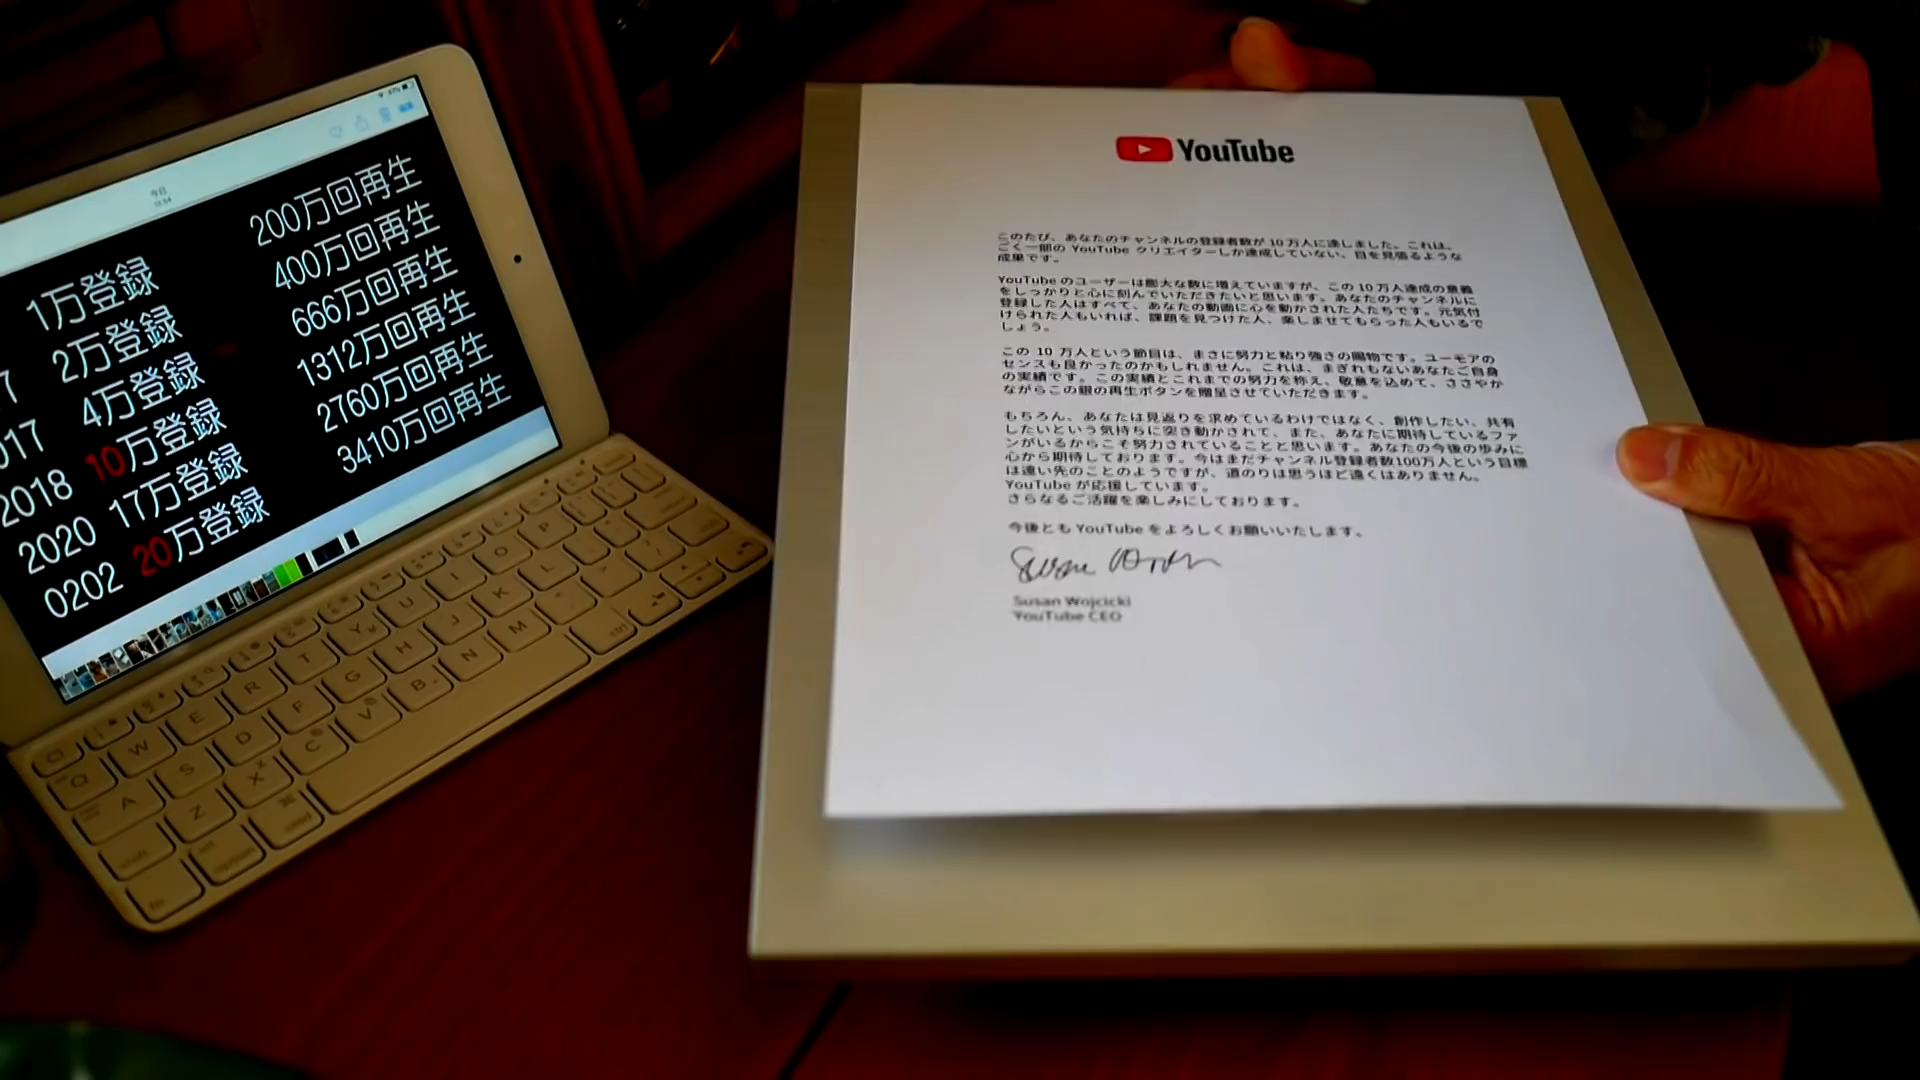 今日
1万登録 200万回再生
2万登録 400万回再生
7 4万登録 666万回再生
017 10万登録 1312万回再生
2018 17万登録 2760万回再生
2020 20万登録 3410万回再生
0202
YouTube
このたび、あなたのチャンネルの登録者数が 10 万人に達しました。これは、
ごく一部の YouTube クリエイターしか達成していない、目を見張るような
成果です。
YouTube のユーザーは膨大な数に増えていますが、この 10 万人達成の意義
をしっかりと心に刻んでいただきたいと思います。あなたのチャンネルに
登録した人はすべて、あなたの動画に心を動かされた人たちです。元気付
けられた人もいれば、課題を見つけた人、楽しませてもらった人もいるで
しょう。
この 10 万人という節目は、まさに努力と粘り強さの賜物です。ユーモアの
センスも良かったのかもしれません。これは、まぎれもないあなたご自身
の実績です。この実績とこれまでの努力を称え、敬意を込めて、ささやか
ながらこの銀の再生ボタンを贈呈させていただきます。
もちろん、あなたは見返りを求めているわけではなく、創作したい、共有
したいという気持ちに突き動かされて、また、あなたに期待しているファ
ンがいるからこそ努力されていることと思います。あなたの今後の歩みに
心から期待しております。今はまだチャンネル登録者数100万人という目標
は遠い先のことのようですが、道のりは思うほど遠くはありません。
YouTube が応援しています。
さらなるご活躍を楽しみにしております。
今後とも YouTube をよろしくお願いいたします。
Susan Wojcicki
YouTube CEO
Q W E R T Y U I O P
A S D F G H J K L
Z X C V B N M